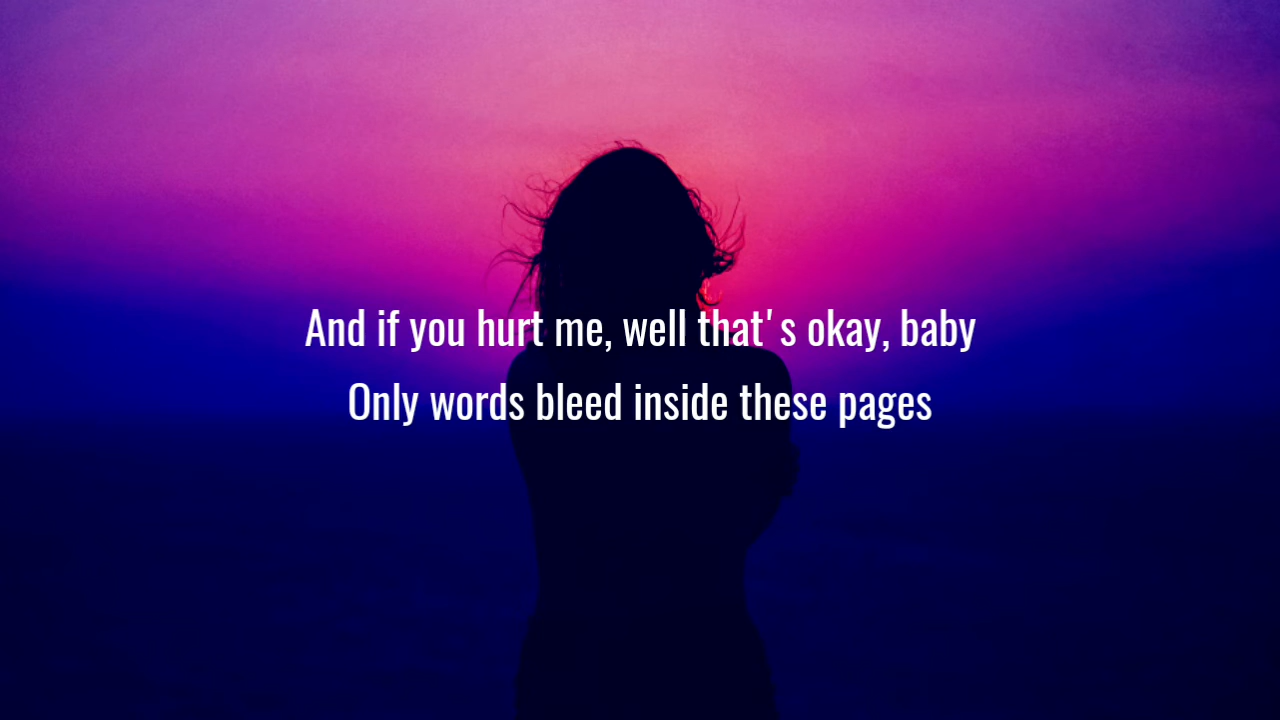 And if you hurt me, well that's okay, baby
Only words bleed inside these pages